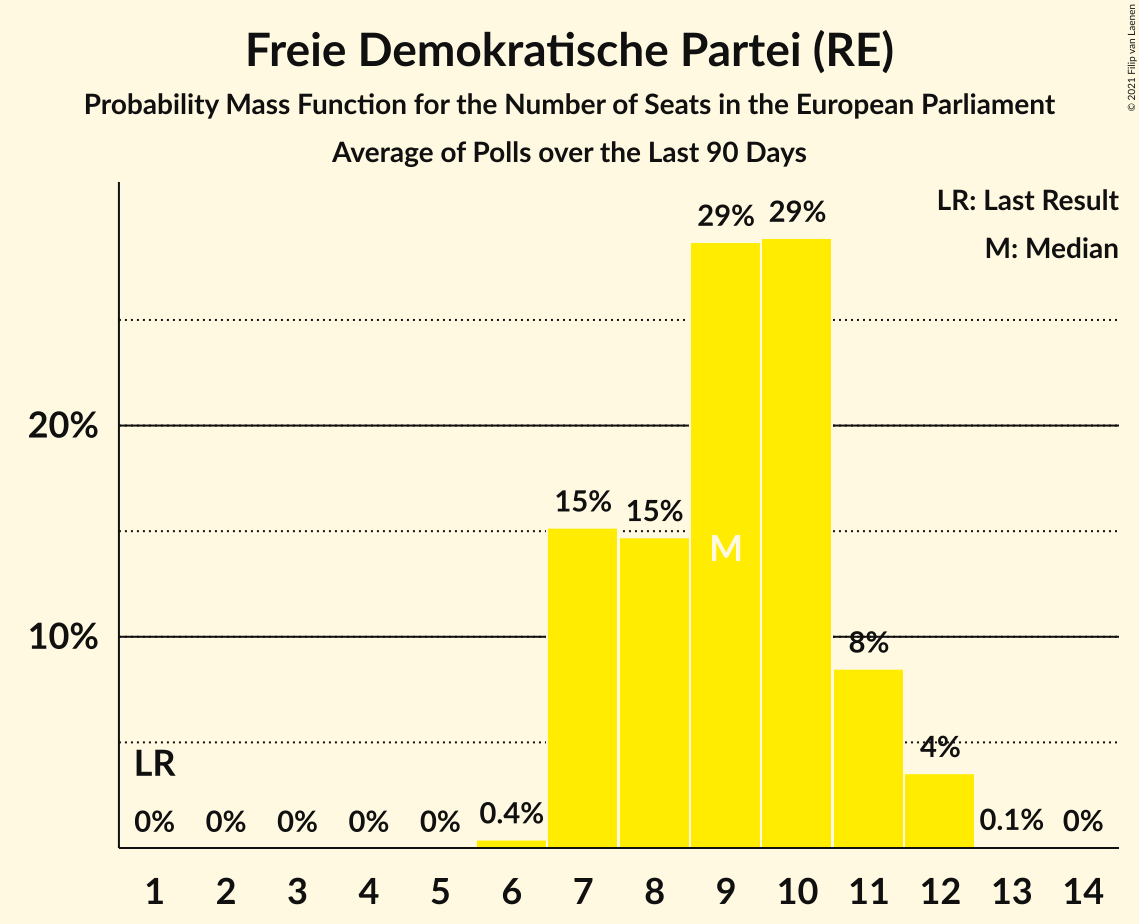 Freie Demokratische Partei (RE)
Probability Mass Function for the Number of Seats in the European Parliament
Average of Polls over the Last 90 Days
© 2021 Filip van Laenen
LR: Last Result
M: Median
29% 29%
20%
15% 15%
M
10%
8%
4%
LR
0% 0% 0% 0% 0% 0.4% 0.1% 0%
1 2 3 4 5 6 7 8 9 10 11 12 13 14